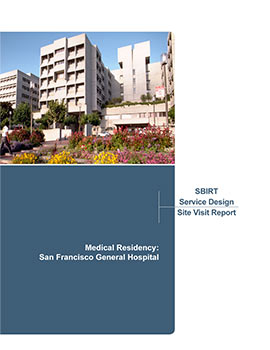 SBIRT
Service Design
Site Visit Report
Medical Residency:
San Francisco General Hospital